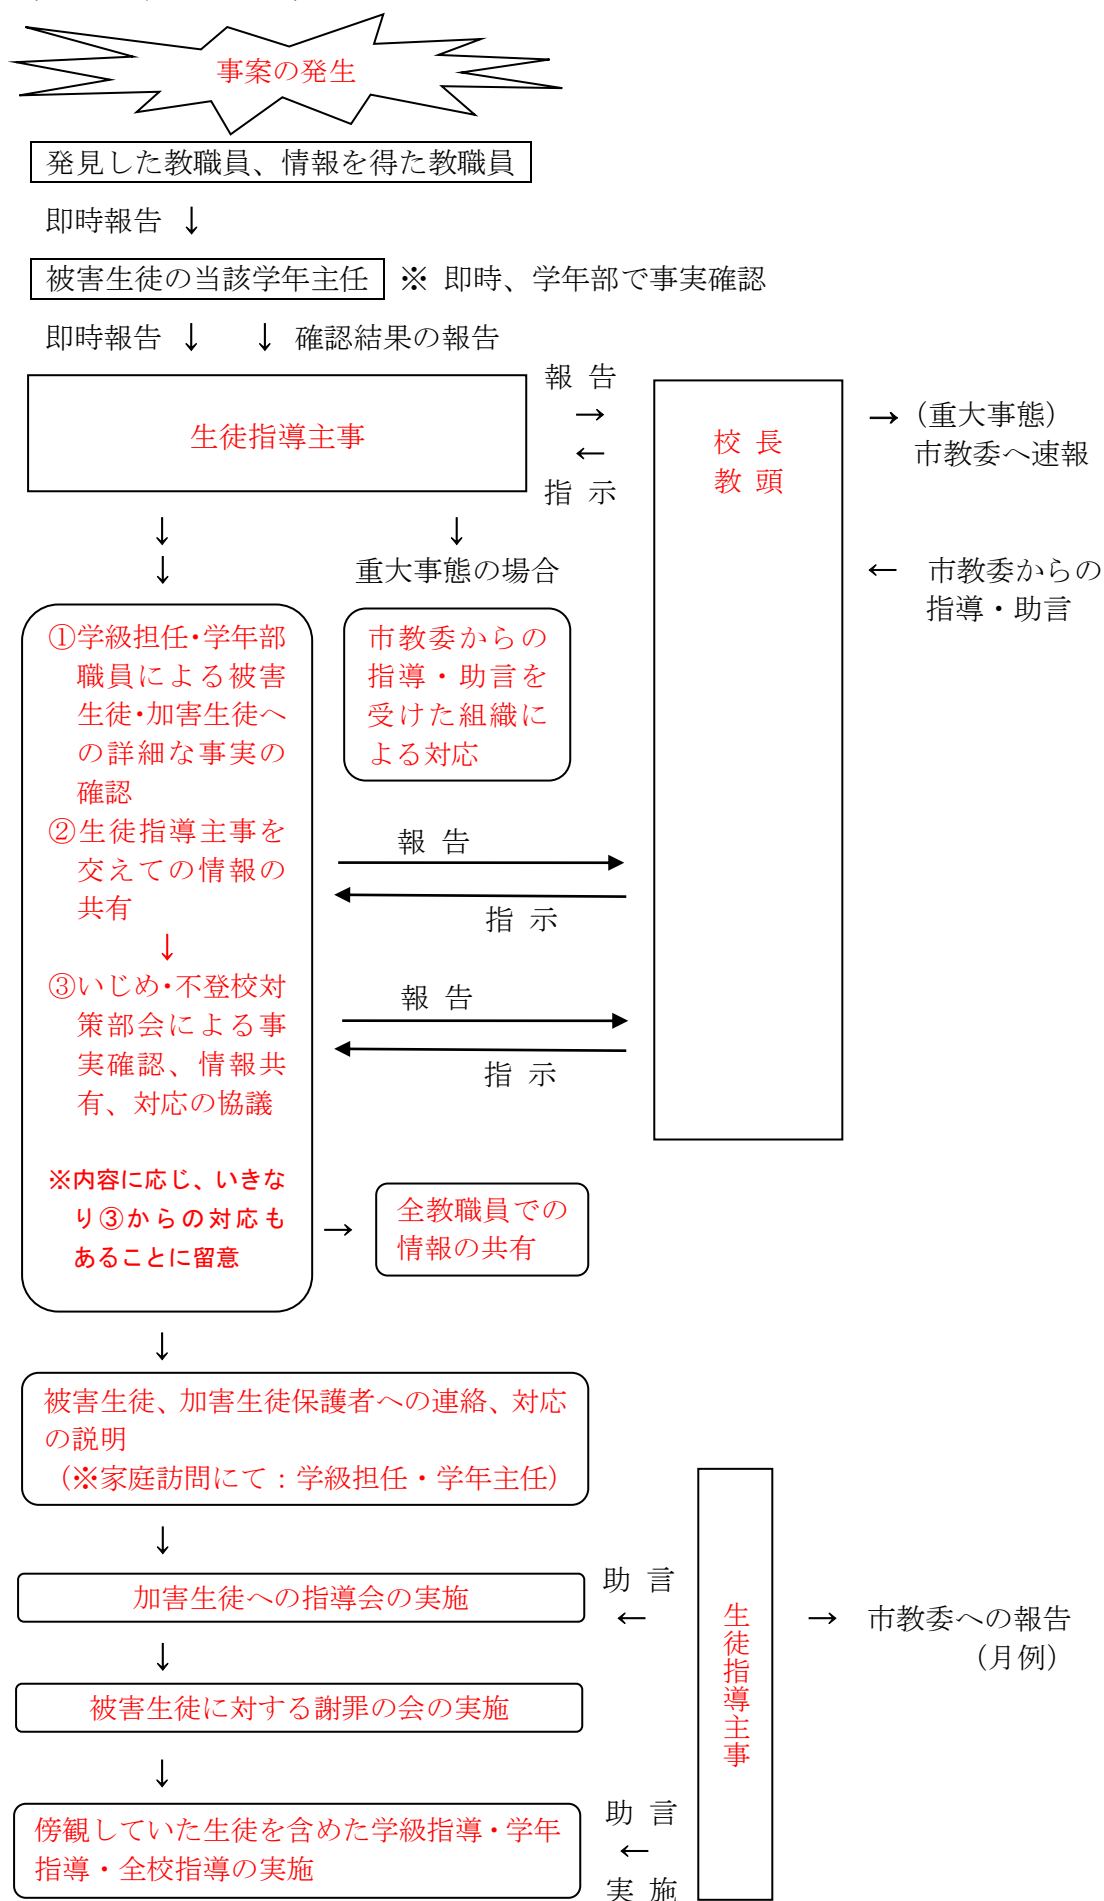 事案の発生
発見した教職員、情報を得た教職員
即時報告 ↓
被害生徒の当該学年主任 ※ 即時、学年部で事実確認
即時報告 ↓ ↓ 確認結果の報告
報 告
→
生徒指導主事
←
指 示
校 長
教 頭
→（重大事態）
市教委へ速報
↓ ↓
↓ 重大事態の場合
← 市教委からの
指導・助言
①学級担任・学年部
職員による被害
生徒・加害生徒へ
の詳細な事実の
確認
②生徒指導主事を
交えての情報の
共有
↓
③いじめ・不登校対
策部会による事
実確認、情報共
有、対応の協議
※内容に応じ、いきな
り③からの対応も
あることに留意
市教委からの
指導・助言を
受けた組織に
よる対応
報 告
指 示
報 告
指 示
→
全教職員での
情報の共有
↓
被害生徒、加害生徒保護者への連絡、対応
の説明
（※家庭訪問にて：学級担任・学年主任）
↓
加害生徒への指導会の実施
助 言
←
生徒指導主事
→ 市教委への報告
（月例）
↓
被害生徒に対する謝罪の会の実施
↓
傍観していた生徒を含めた学級指導・学年
指導・全校指導の実施
助 言
←
実 施